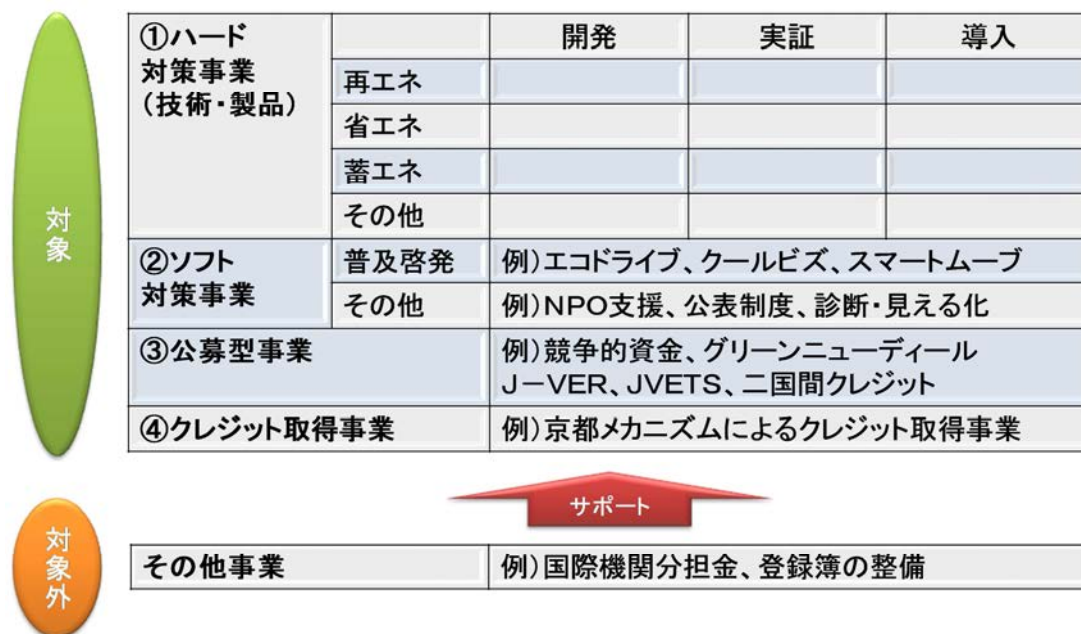 対象
①ハード
対策事業
（技術・製品）
開発 実証 導入
再エネ
省エネ
蓄エネ
その他
②ソフト
対策事業
普及啓発 例)エコドライブ、クールビズ、スマートムーブ
その他 例)NPO支援、公表制度、診断・見える化
③公募型事業 例)競争的資金、グリーンニューディール
J－VER、JVETS、二国間クレジット
④クレジット取得事業 例)京都メカニズムによるクレジット取得事業
サポート
対象外
その他事業 例)国際機関分担金、登録簿の整備